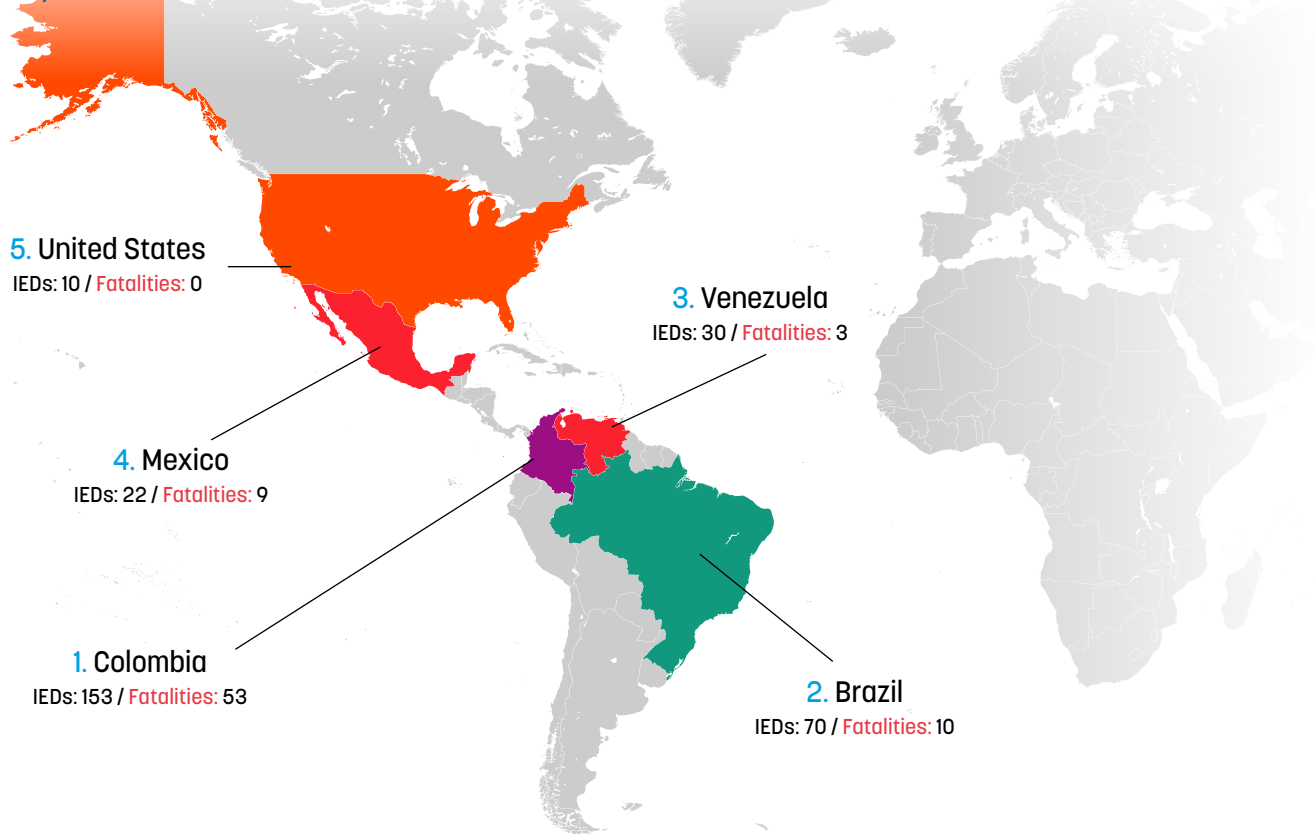 5. United States
IEDs: 10 / Fatalities: 0
3. Venezuela
IEDs: 30 / Fatalities: 3
4. Mexico
IEDs: 22 / Fatalities: 9
1. Colombia
IEDs: 153 / Fatalities: 53
2. Brazil
IEDs: 70 / Fatalities: 10